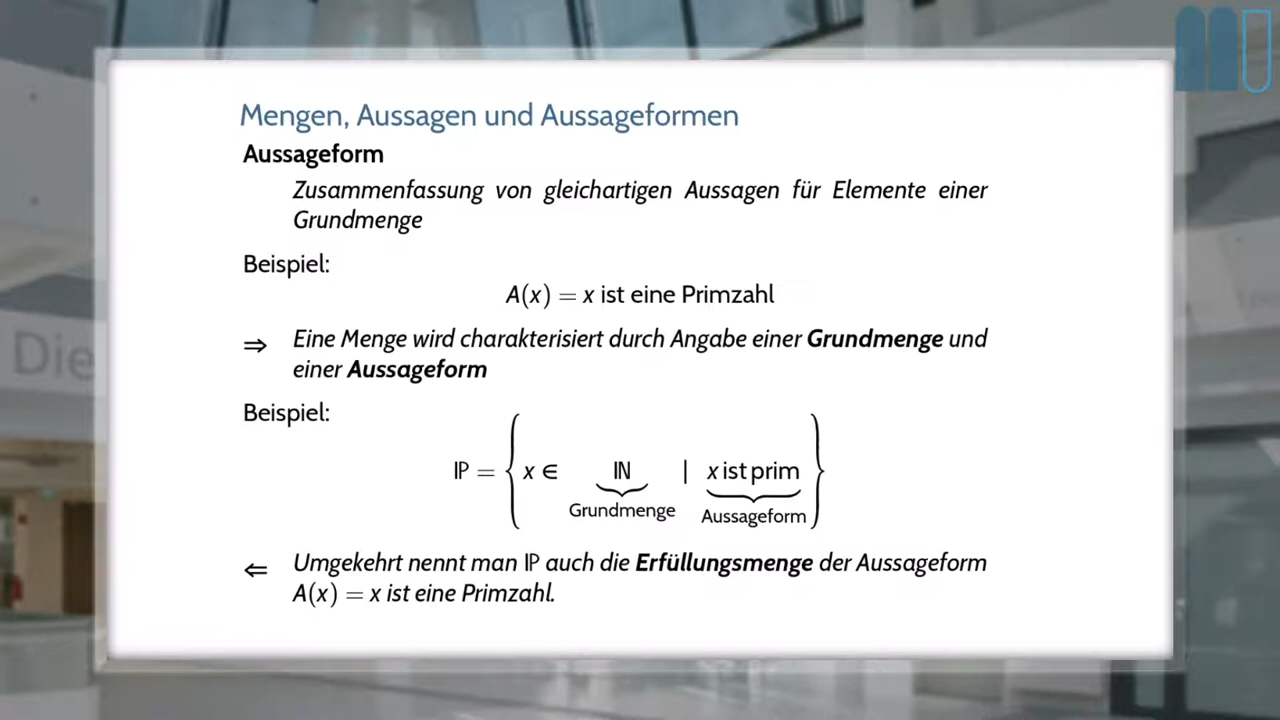 Mengen, Aussagen und Aussageformen
Aussageform
Zusammenfassung von gleichartigen Aussagen für Elemente einer
Grundmenge
Beispiel:
A(x) = x ist eine Primzahl
⇒ Eine Menge wird charakterisiert durch Angabe einer Grundmenge und
einer Aussageform
Beispiel:
ℙ = { x ∈ ℕ | x ist prim }
Grundmenge Aussageform
⇐ Umgekehrt nennt man ℙ auch die Erfüllungsmenge der Aussageform
A(x) = x ist eine Primzahl.
Die